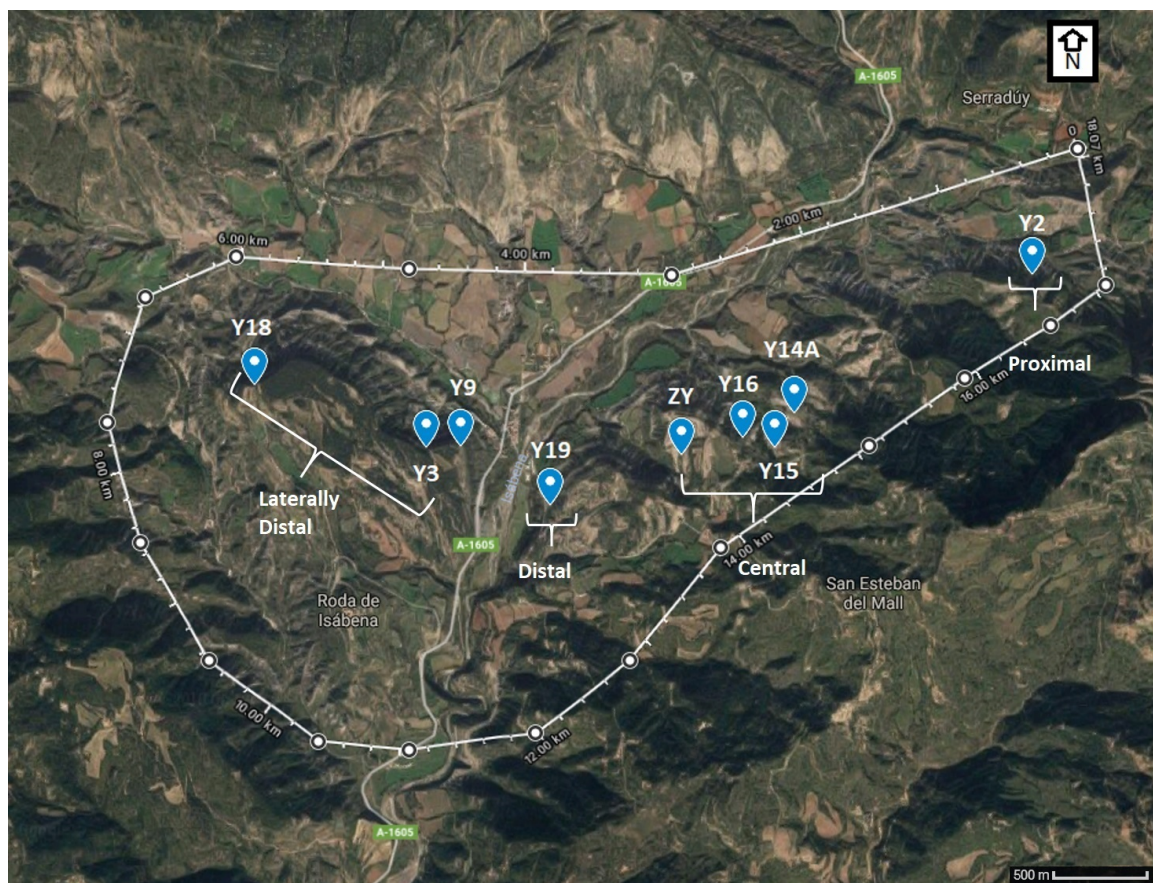 A-1605
N
Serradúy
0
18.07 km
2.00 km
Y2
6.00 km
4.00 km
A-1605
Y18
Y14A
Proximal
Y9
ZY
Y16
16.00 km
Y19
Y3
Y15
8.00 km
Isábena
Laterally
Distal
A-1605
14.00 km
Distal
Central
San Esteban
del Mall
Roda de
Isábena
10.00 km
12.00 km
A-1605
500 m